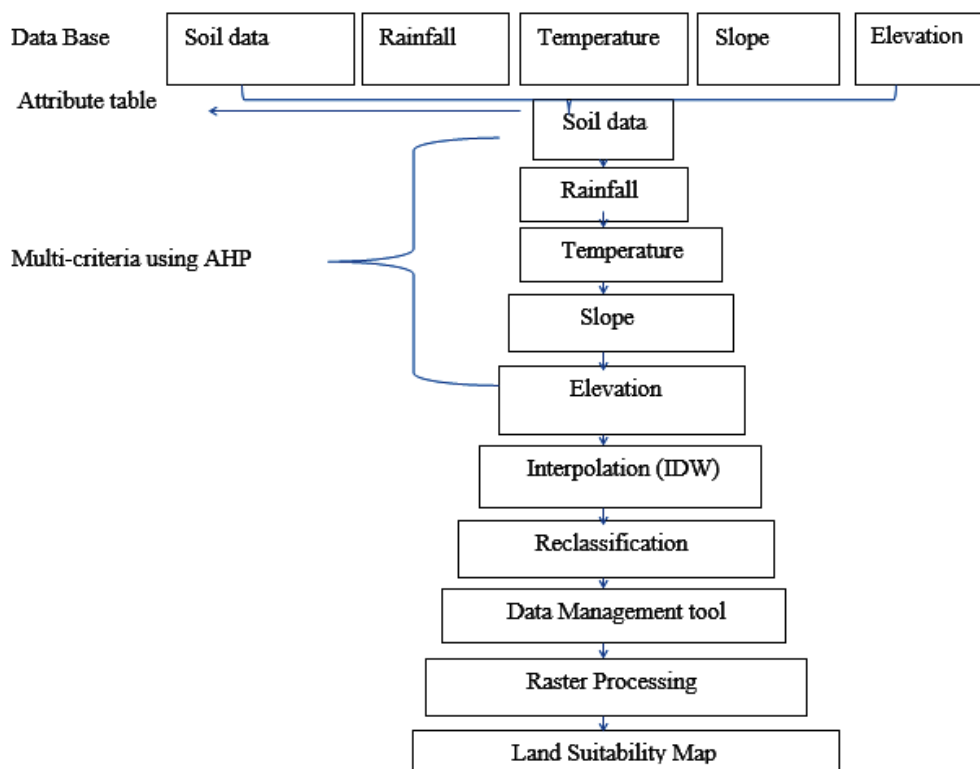 Data Base Soil data Rainfall Temperature Slope Elevation
Attribute table
Soil data
Rainfall
Multi-criteria using AHP
Temperature
Slope
Elevation
Interpolation (IDW)
Reclassification
Data Management tool
Raster Processing
Land Suitability Map